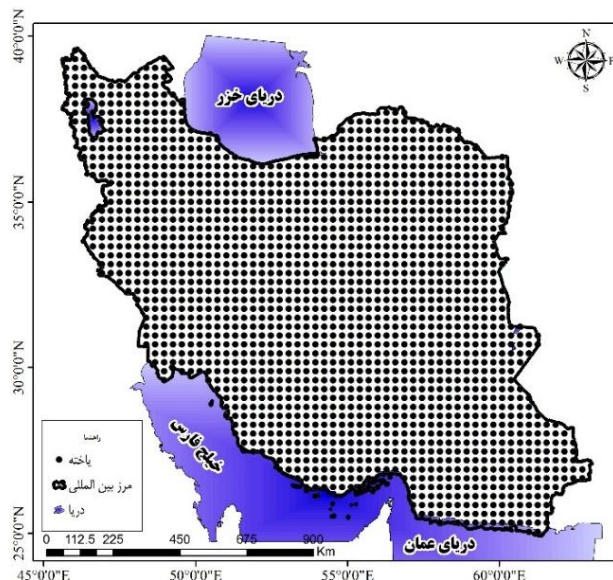 40°0'0"N
35°0'0"N
30°0'0"N
25°0'0"N
N
W
E
S
دریای خزر
خلیج فارس
دریای عمان
راهنما
یاخته
مرز بین المللی
دریا
0 112.5 225 450 675 900
Km
45°0'0"E 50°0'0"E 55°0'0"E 60°0'0"E